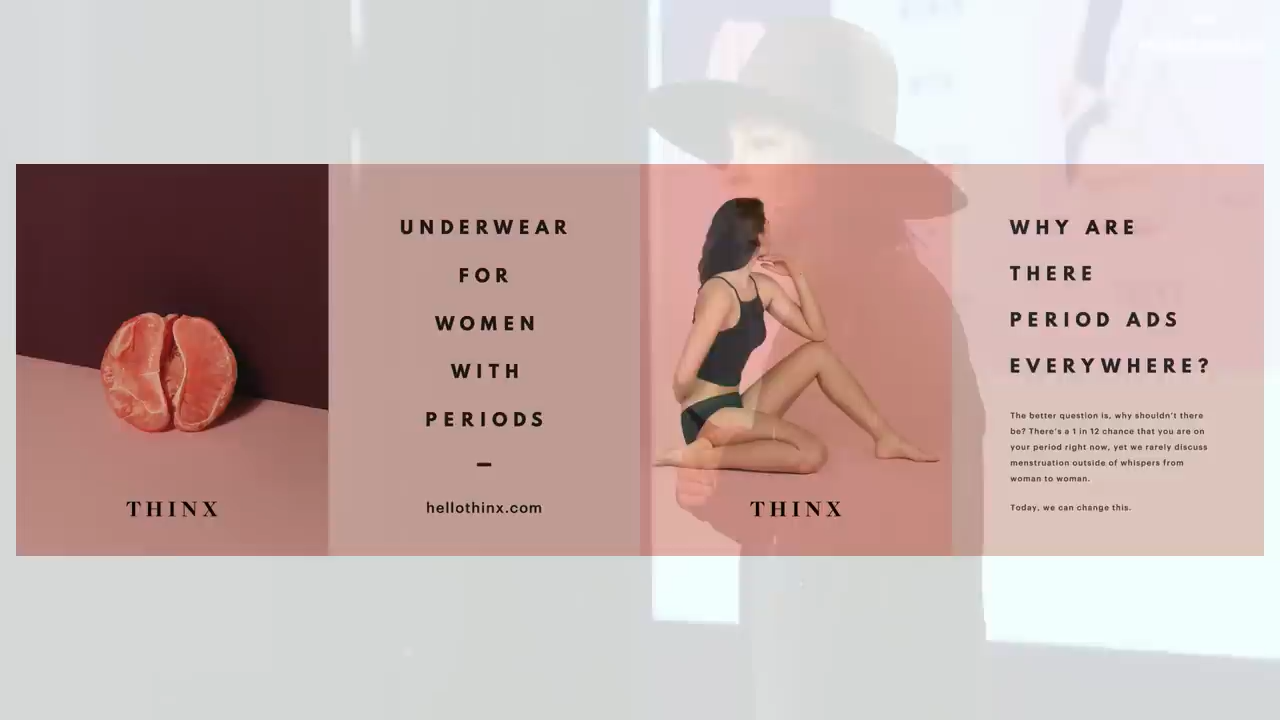 THINX
UNDERWEAR
FOR
WOMEN
WITH
PERIODS
hellothinx.com
THINX
WHY ARE
THERE
PERIOD ADS
EVERYWHERE?
The better question is, why shouldn't there
be? There's a 1 in 12 chance that you are on
your period right now, yet we rarely discuss
menstruation outside of whispers from
woman to woman.
Today, we can change this.